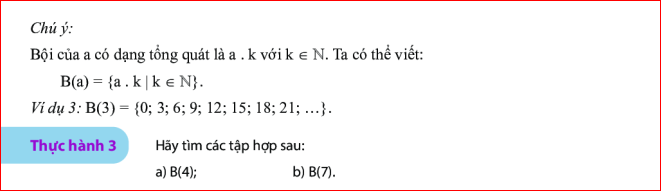 Chú ý:
Bội của a có dạng tổng quát là a . k với k ∈ ℕ. Ta có thể viết:
B(a) = {a . k | k ∈ ℕ}.
Ví dụ 3: B(3) = {0; 3; 6; 9; 12; 15; 18; 21; …}.
Thực hành 3 Hãy tìm các tập hợp sau:
a) B(4); b) B(7).